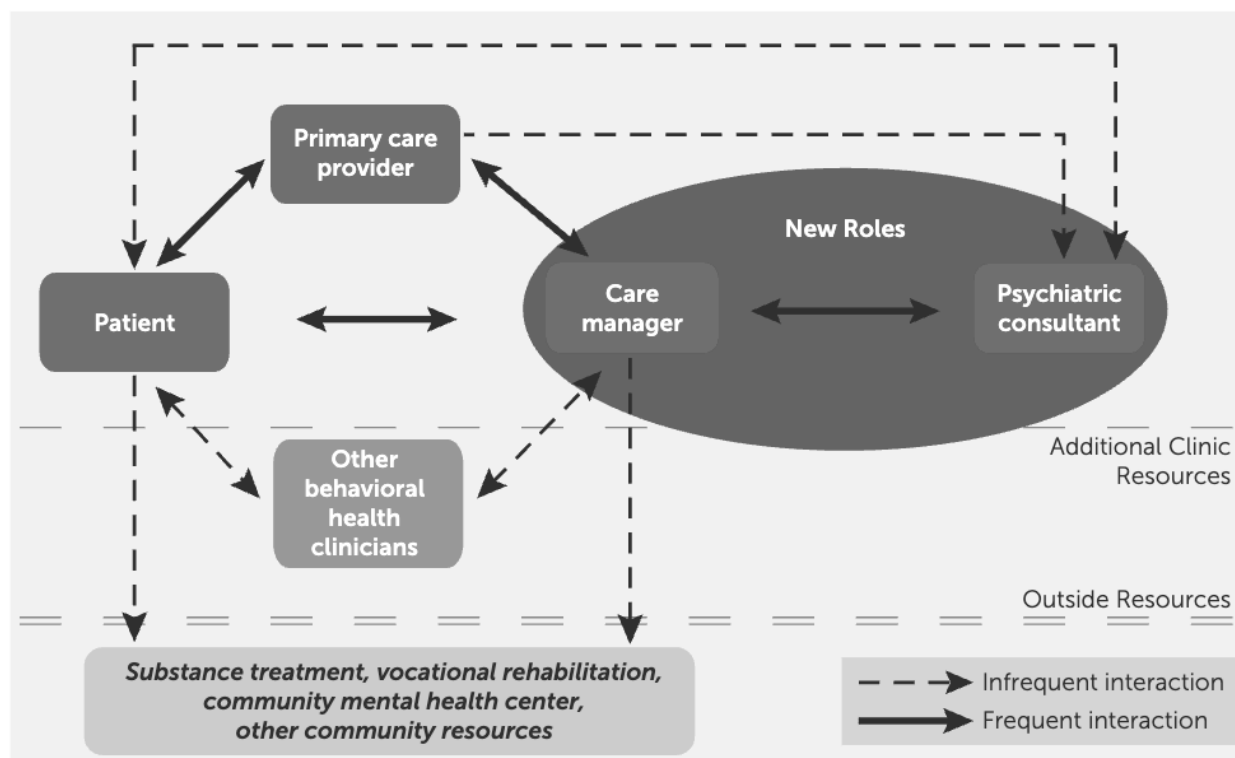 Primary care
provider
New Roles
Patient
Care
manager
Psychiatric
consultant
Other
behavioral
health
clinicians
Additional Clinic
Resources
Outside Resources
Substance treatment, vocational rehabilitation,
community mental health center,
other community resources
Infrequent interaction
Frequent interaction